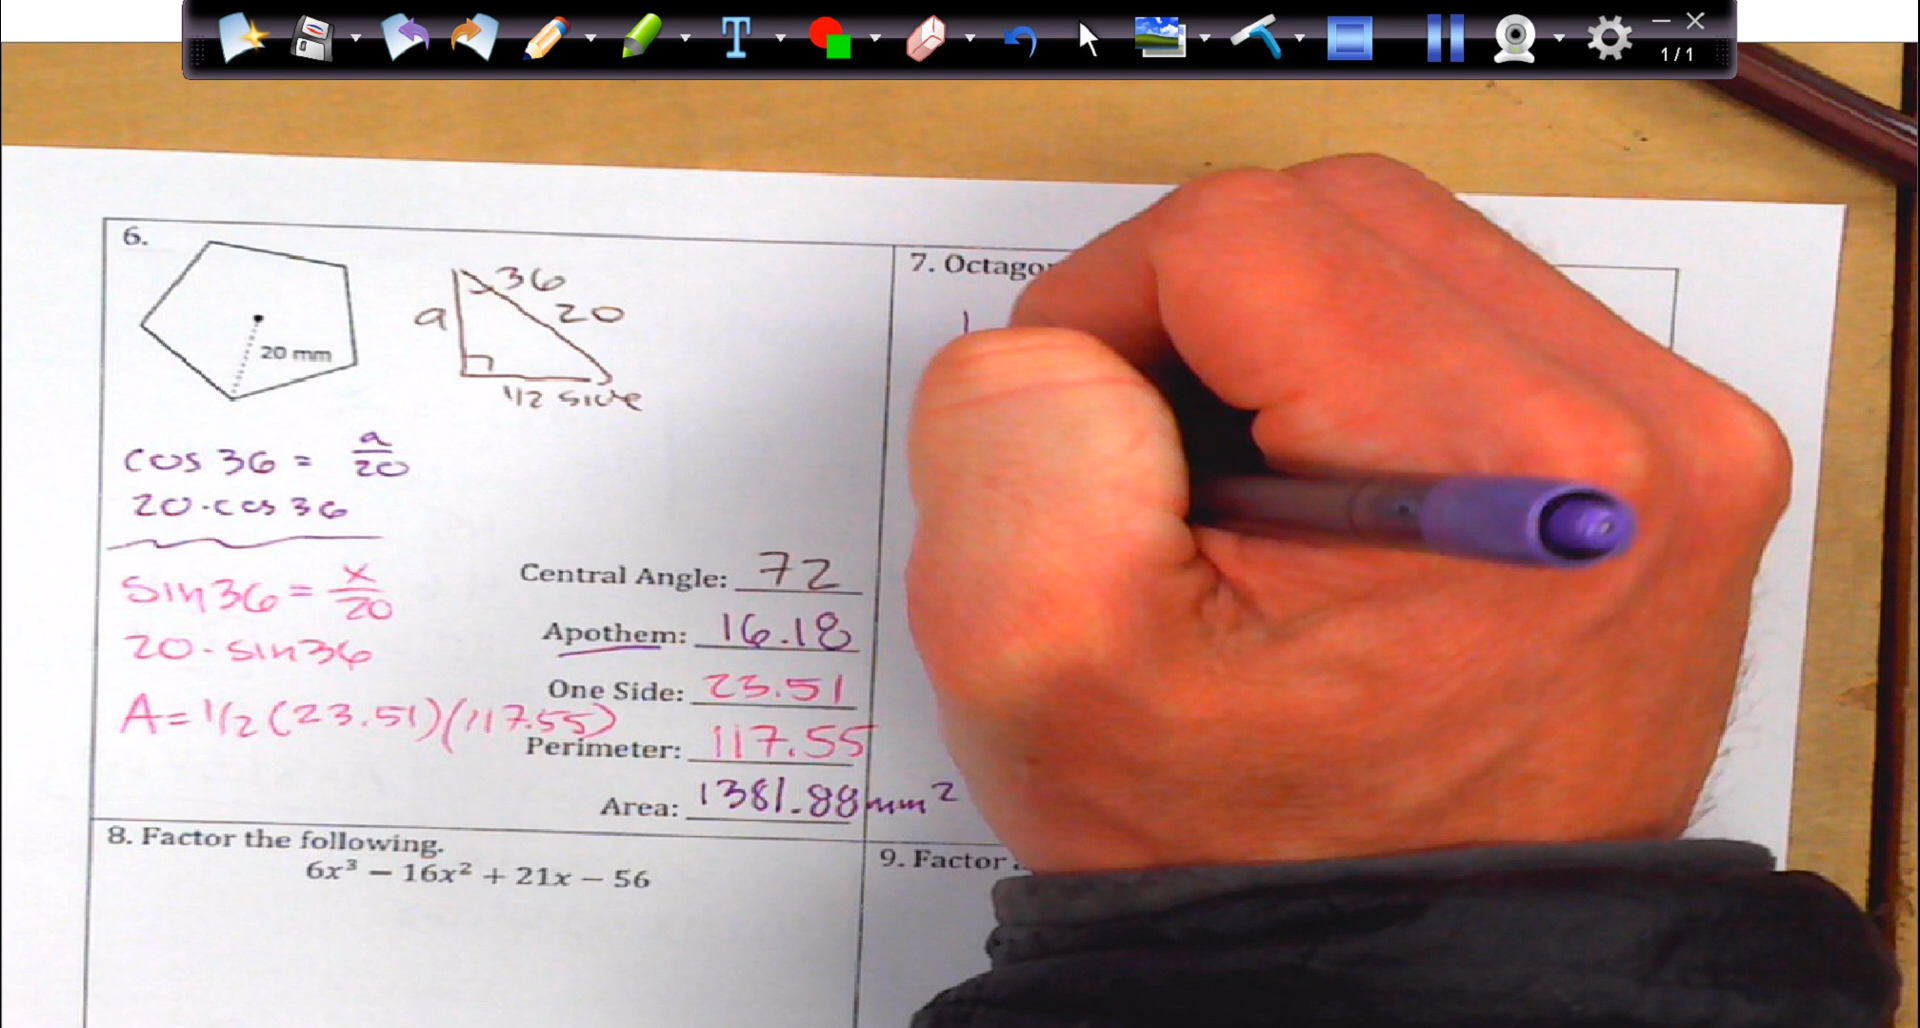 T
1/1
6.
36
a
20
20 mm
1/2 side
cos 36 = a/20
20·cos 36
sin 36 = x/20
20·sin 36
A = 1/2 (23.51)(117.55)
Central Angle: 72
Apothem: 16.18
One Side: 23.51
Perimeter: 117.55
Area: 1381.88 mm²
7.
8. Factor the following.
6x³ − 16x² + 21x − 56
9. Factor